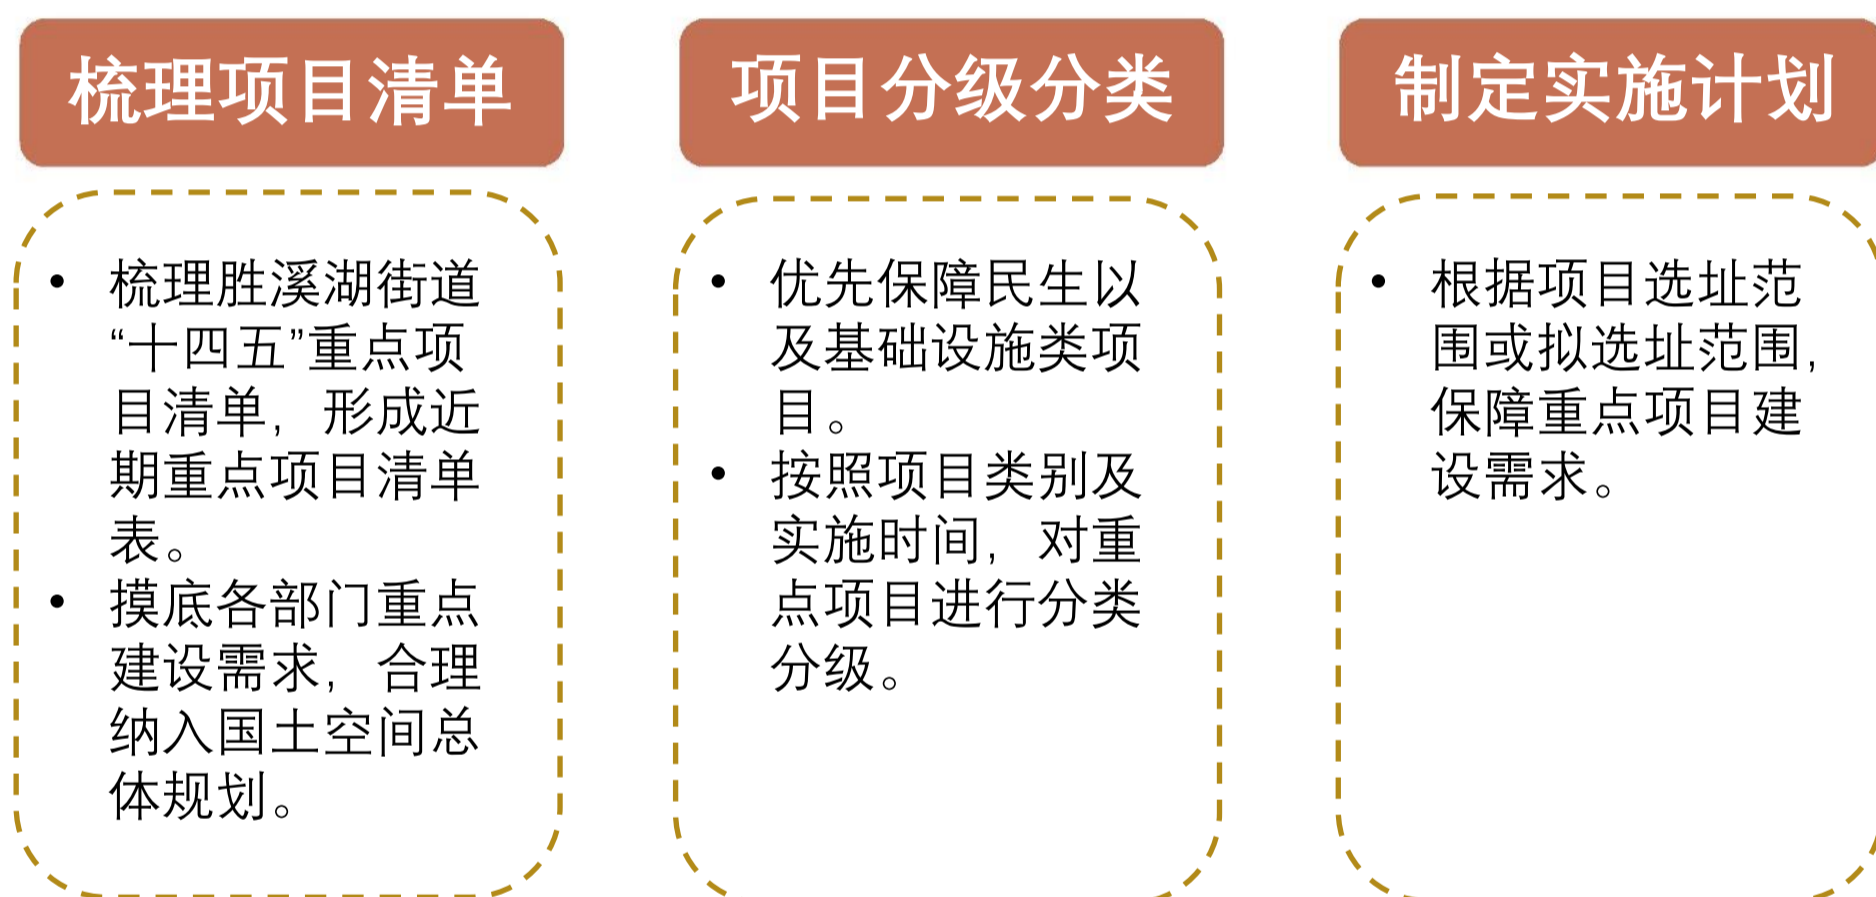 梳理项目清单
• 梳理胜溪湖街道
“十四五”重点项
目清单，形成近
期重点项目清单
表。
• 摸底各部门重点
建设需求，合理
纳入国土空间总
体规划。
项目分级分类
• 优先保障民生以
及基础设施类项
目。
• 按照项目类别及
实施时间，对重
点项目进行分类
分级。
制定实施计划
• 根据项目选址范
围或拟选址范围，
保障重点项目建
设需求。